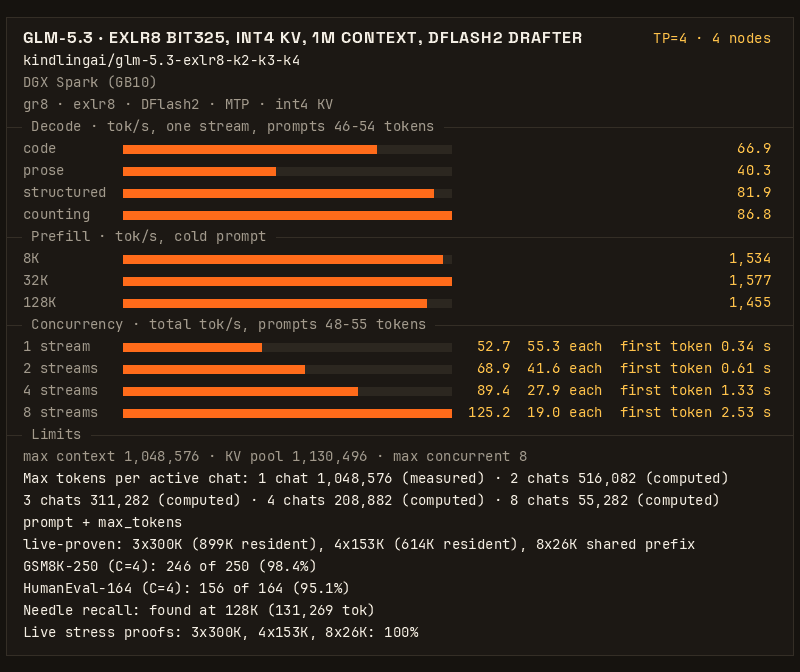 GLM-5.3 · EXLR8 BIT325, INT4 KV, 1M CONTEXT, DFLASH2 DRAFTER TP=4 · 4 nodes
kindlingai/glm-5.3-exlr8-k2-k3-k4
DGX Spark (GB10)
gr8 · exlr8 · DFlash2 · MTP · int4 KV
Decode · tok/s, one stream, prompts 46-54 tokens
code 66.9
prose 40.3
structured 81.9
counting 86.8
Prefill · tok/s, cold prompt
8K 1,534
32K 1,577
128K 1,455
Concurrency · total tok/s, prompts 48-55 tokens
1 stream 52.7 55.3 each first token 0.34 s
2 streams 68.9 41.6 each first token 0.61 s
4 streams 89.4 27.9 each first token 1.33 s
8 streams 125.2 19.0 each first token 2.53 s
Limits
max context 1,048,576 · KV pool 1,130,496 · max concurrent 8
Max tokens per active chat: 1 chat 1,048,576 (measured) · 2 chats 516,082 (computed)
3 chats 311,282 (computed) · 4 chats 208,882 (computed) · 8 chats 55,282 (computed)
prompt + max_tokens
live-proven: 3x300K (899K resident), 4x153K (614K resident), 8x26K shared prefix
GSM8K-250 (C=4): 246 of 250 (98.4%)
HumanEval-164 (C=4): 156 of 164 (95.1%)
Needle recall: found at 128K (131,269 tok)
Live stress proofs: 3x300K, 4x153K, 8x26K: 100%